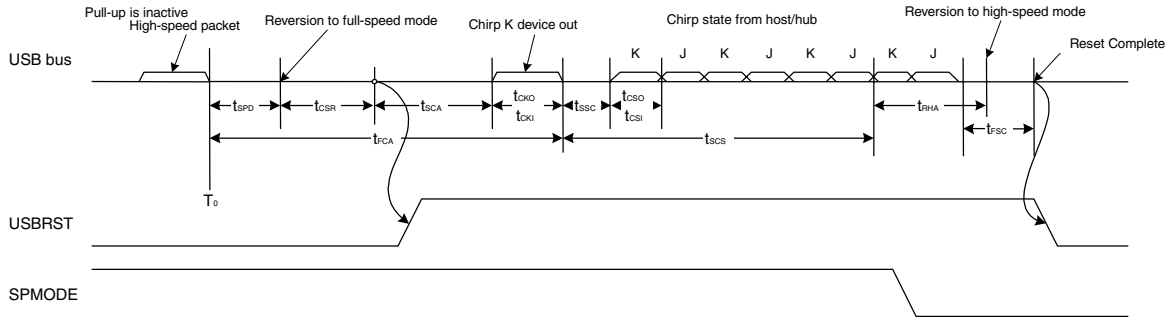 Pull-up is inactive
High-speed packet
Reversion to full-speed mode
Chirp K device out
Chirp state from host/hub
Reversion to high-speed mode
Reset Complete
USB bus
K J K J K J K J
tSPD tCSR tSCA tCKO tSSC tCSO tRHA
tCKI tCSI
tFCA tSCS tFSC
T0
USBRST
SPMODE